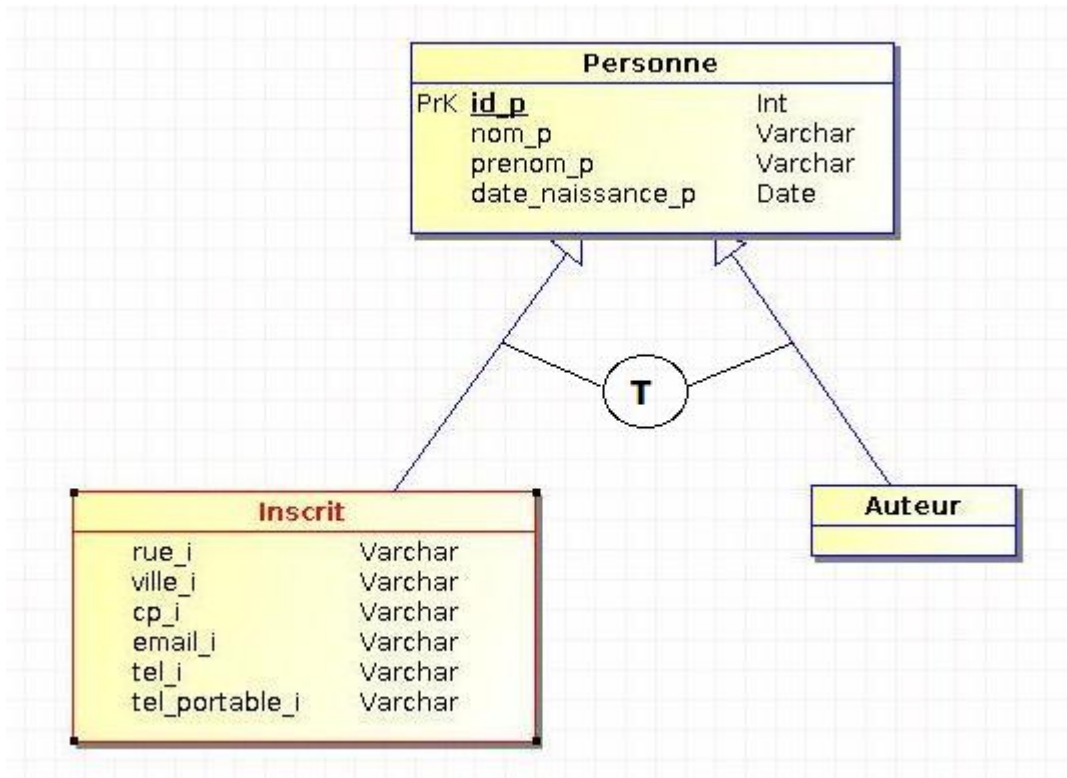 Personne
PrK id_p Int
nom_p Varchar
prenom_p Varchar
date_naissance_p Date
T
Inscrit
rue_i Varchar
ville_i Varchar
cp_i Varchar
email_i Varchar
tel_i Varchar
tel_portable_i Varchar
Auteur